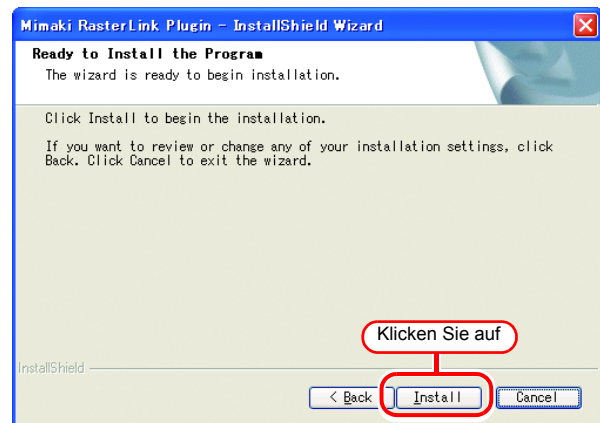 Mimaki RasterLink Plugin - InstallShield Wizard
Ready to Install the Program
The wizard is ready to begin installation.
Click Install to begin the installation.
If you want to review or change any of your installation settings, click
Back. Click Cancel to exit the wizard.
Klicken Sie auf
InstallShield
< Back
Install
Cancel